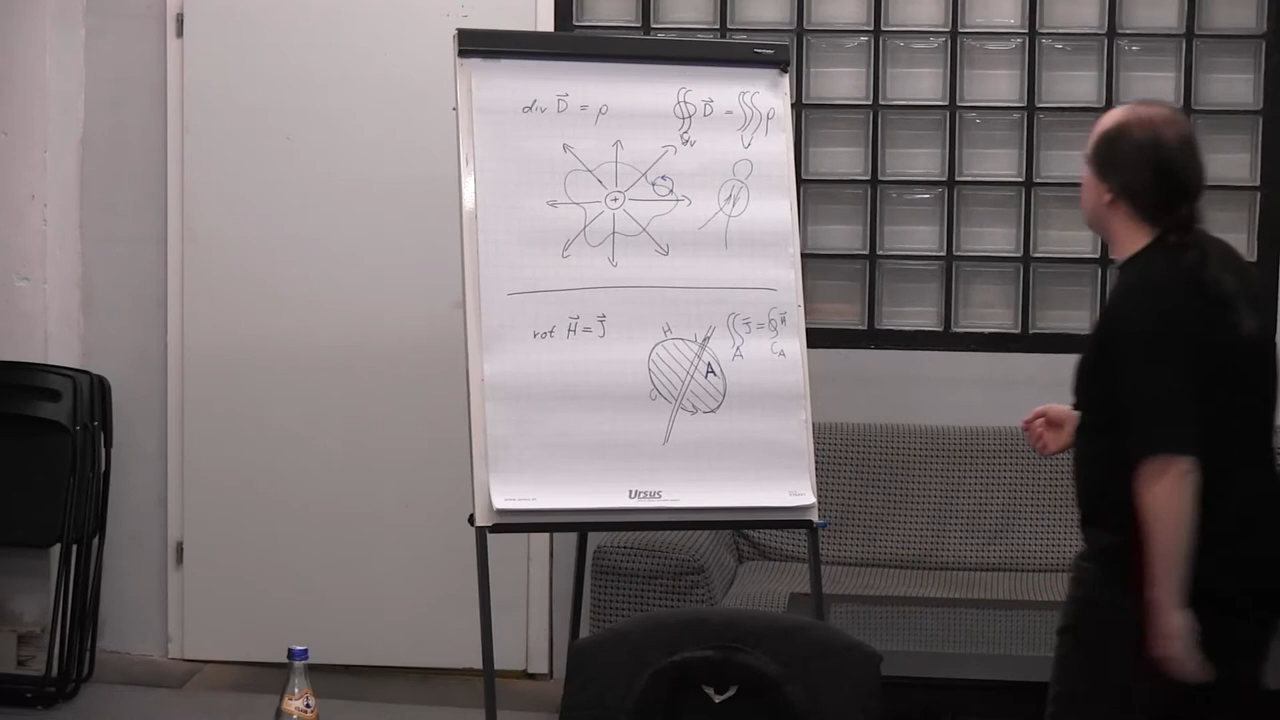 div D⃗ = ρ
∯ D⃗ = ∭ ρ
V
+
rot H⃗ = J⃗
H
∬ J⃗ = ∮ H⃗
A C_A
A
Ursus